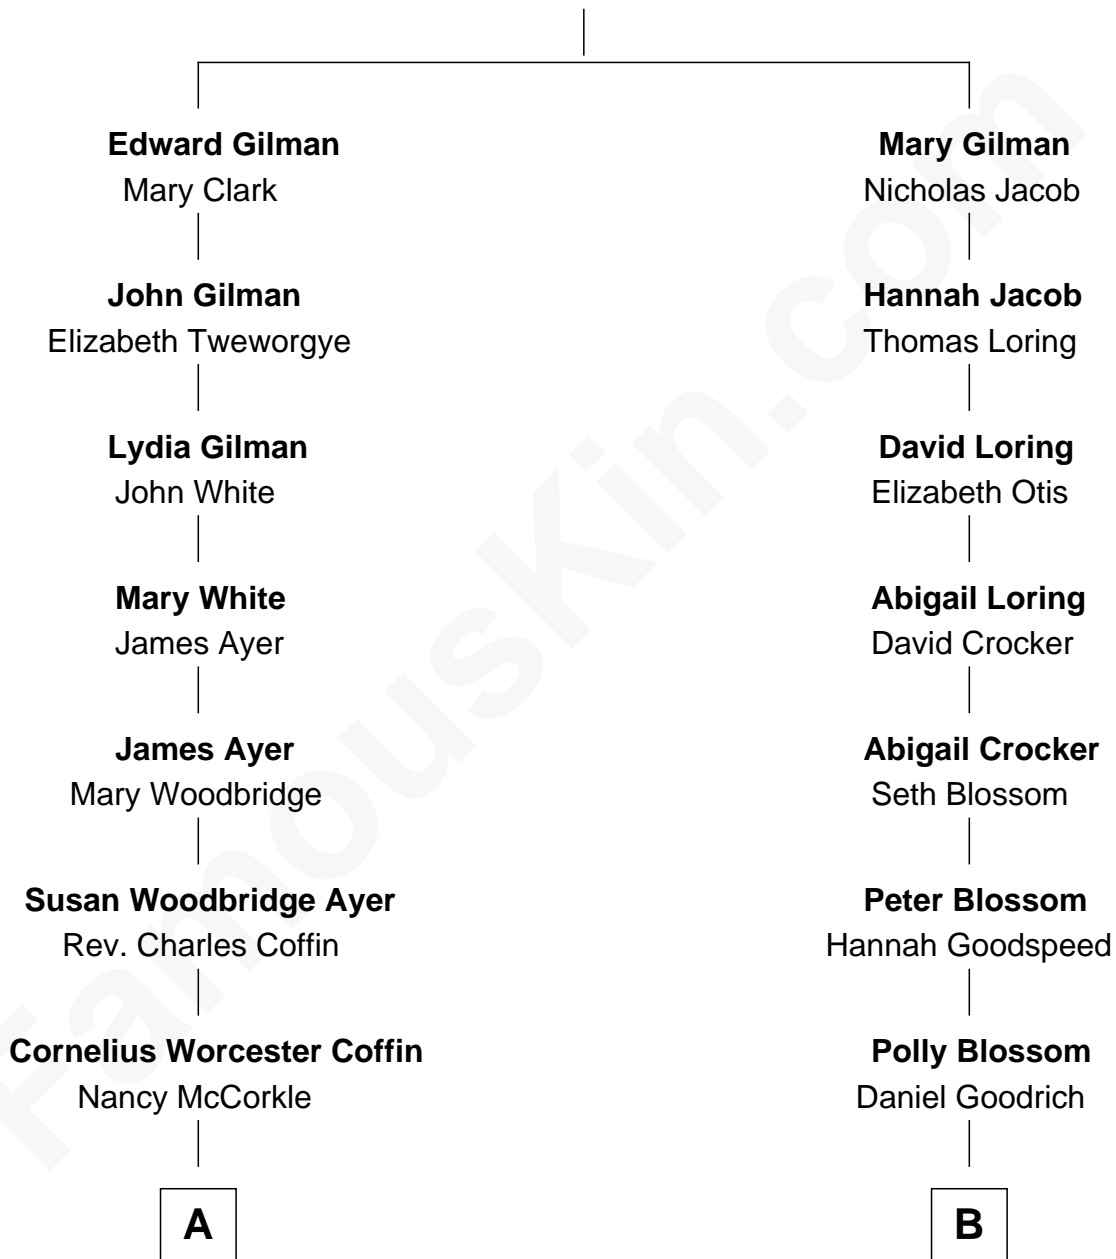 Edward Gilman
Mary Clark
John Gilman
Elizabeth Tweworgye
Lydia Gilman
John White
Mary White
James Ayer
James Ayer
Mary Woodbridge
Susan Woodbridge Ayer
Rev. Charles Coffin
Cornelius Worcester Coffin
Nancy McCorkle
A
Mary Gilman
Nicholas Jacob
Hannah Jacob
Thomas Loring
David Loring
Elizabeth Otis
Abigail Loring
David Crocker
Abigail Crocker
Seth Blossom
Peter Blossom
Hannah Goodspeed
Polly Blossom
Daniel Goodrich
B
FamousKin.com